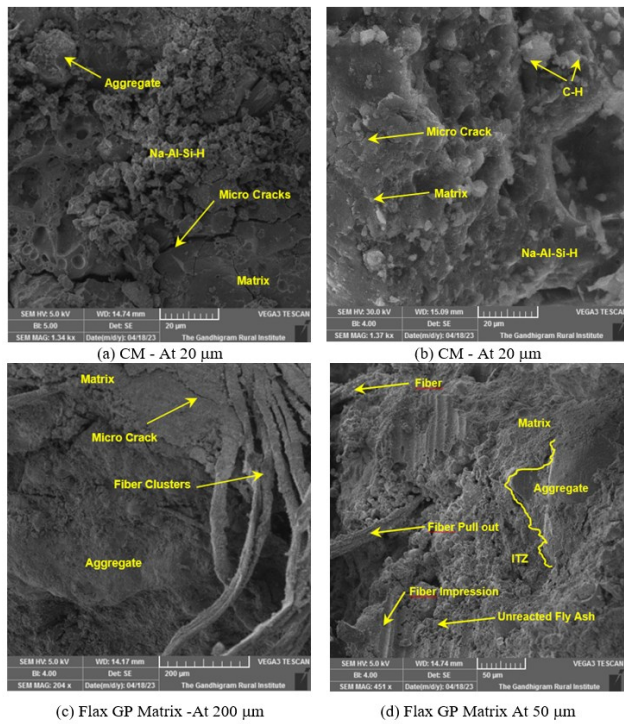 Aggregate
Na-Al-Si-H
Micro Cracks
Matrix
SEM HV: 5.0 kV WD: 14.74 mm VEGA3 TESCAN
BI: 5.00 Det: SE 20 µm
SEM MAG: 1.34 kx Date(m/d/y): 04/18/23 The Gandhigram Rural Institute
(a) CM - At 20 µm
C-H
Micro Crack
Matrix
Na-Al-Si-H
SEM HV: 30.0 kV WD: 15.09 mm VEGA3 TESCAN
BI: 4.00 Det: SE 20 µm
SEM MAG: 1.37 kx Date(m/d/y): 04/18/23 The Gandhigram Rural Institute
(b) CM - At 20 µm
Matrix
Micro Crack
Fiber Clusters
Aggregate
SEM HV: 5.0 kV WD: 14.17 mm VEGA3 TESCAN
BI: 4.00 Det: SE 200 µm
SEM MAG: 204 x Date(m/d/y): 04/18/23 The Gandhigram Rural Institute
(c) Flax GP Matrix -At 200 µm
Fiber
Matrix
Aggregate
Fiber Pull out
ITZ
Fiber Impression
Unreacted Fly Ash
SEM HV: 5.0 kV WD: 14.74 mm VEGA3 TESCAN
BI: 4.00 Det: SE 50 µm
SEM MAG: 451 x Date(m/d/y): 04/18/23 The Gandhigram Rural Institute
(d) Flax GP Matrix At 50 µm